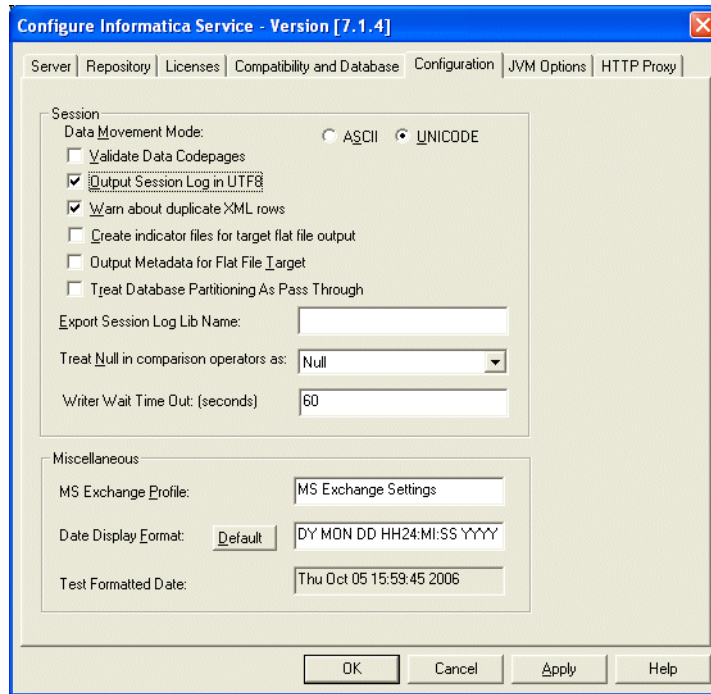 Configure Informatica Service - Version [7.1.4]
Server Repository Licenses Compatibility and Database Configuration JVM Options HTTP Proxy
Session
Data Movement Mode: ASCII UNICODE
Validate Data Codepages
Output Session Log in UTF8
Warn about duplicate XML rows
Create indicator files for target flat file output
Output Metadata for Flat File Target
Treat Database Partitioning As Pass Through
Export Session Log Lib Name:
Treat Null in comparison operators as: Null
Writer Wait Time Out: (seconds) 60
Miscellaneous
MS Exchange Profile: MS Exchange Settings
Date Display Format: Default DY MON DD HH24:MI:SS YYYY
Test Formatted Date: Thu Oct 05 15:59:45 2006
OK Cancel Apply Help